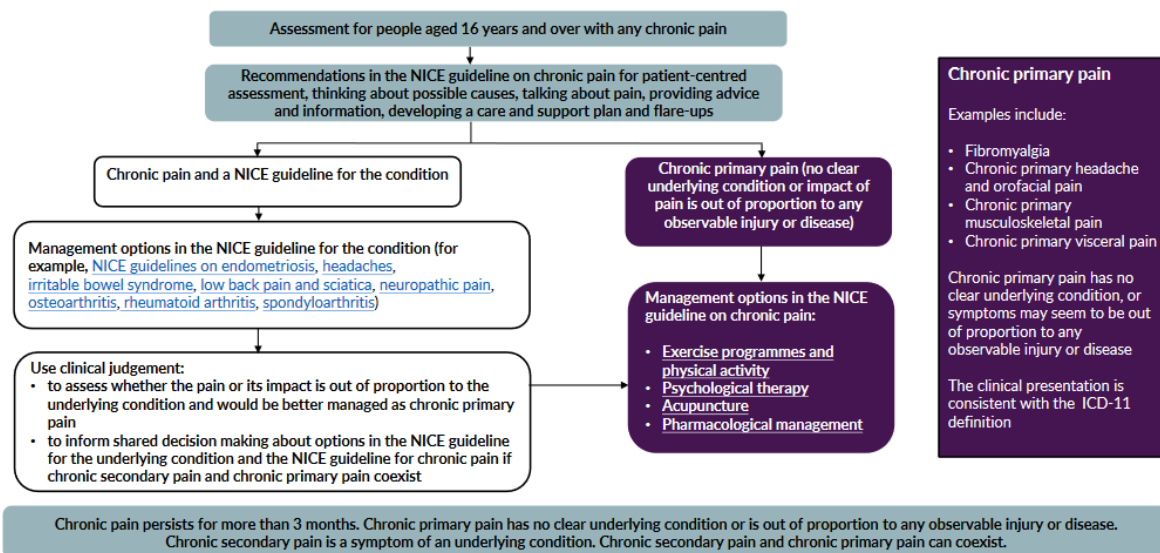 Assessment for people aged 16 years and over with any chronic pain
Recommendations in the NICE guideline on chronic pain for patient-centred
assessment, thinking about possible causes, talking about pain, providing advice
and information, developing a care and support plan and flare-ups
Chronic pain and a NICE guideline for the condition
Management options in the NICE guideline for the condition (for
example, NICE guidelines on endometriosis, headaches,
irritable bowel syndrome, low back pain and sciatica, neuropathic pain,
osteoarthritis, rheumatoid arthritis, spondyloarthritis)
Use clinical judgement:
• to assess whether the pain or its impact is out of proportion to the
underlying condition and would be better managed as chronic primary
pain
• to inform shared decision making about options in the NICE guideline
for the underlying condition and the NICE guideline for chronic pain if
chronic secondary pain and chronic primary pain coexist
Chronic primary pain (no clear
underlying condition or impact of
pain is out of proportion to any
observable injury or disease)
Management options in the NICE
guideline on chronic pain:
• Exercise programmes and
physical activity
• Psychological therapy
• Acupuncture
• Pharmacological management
Chronic primary pain
Examples include:
• Fibromyalgia
• Chronic primary headache
and orofacial pain
• Chronic primary
musculoskeletal pain
• Chronic primary visceral pain
Chronic primary pain has no
clear underlying condition, or
symptoms may seem to be out
of proportion to any
observable injury or disease
The clinical presentation is
consistent with the ICD-11
definition
Chronic pain persists for more than 3 months. Chronic primary pain has no clear underlying condition or is out of proportion to any observable injury or disease.
Chronic secondary pain is a symptom of an underlying condition. Chronic secondary pain and chronic primary pain can coexist.